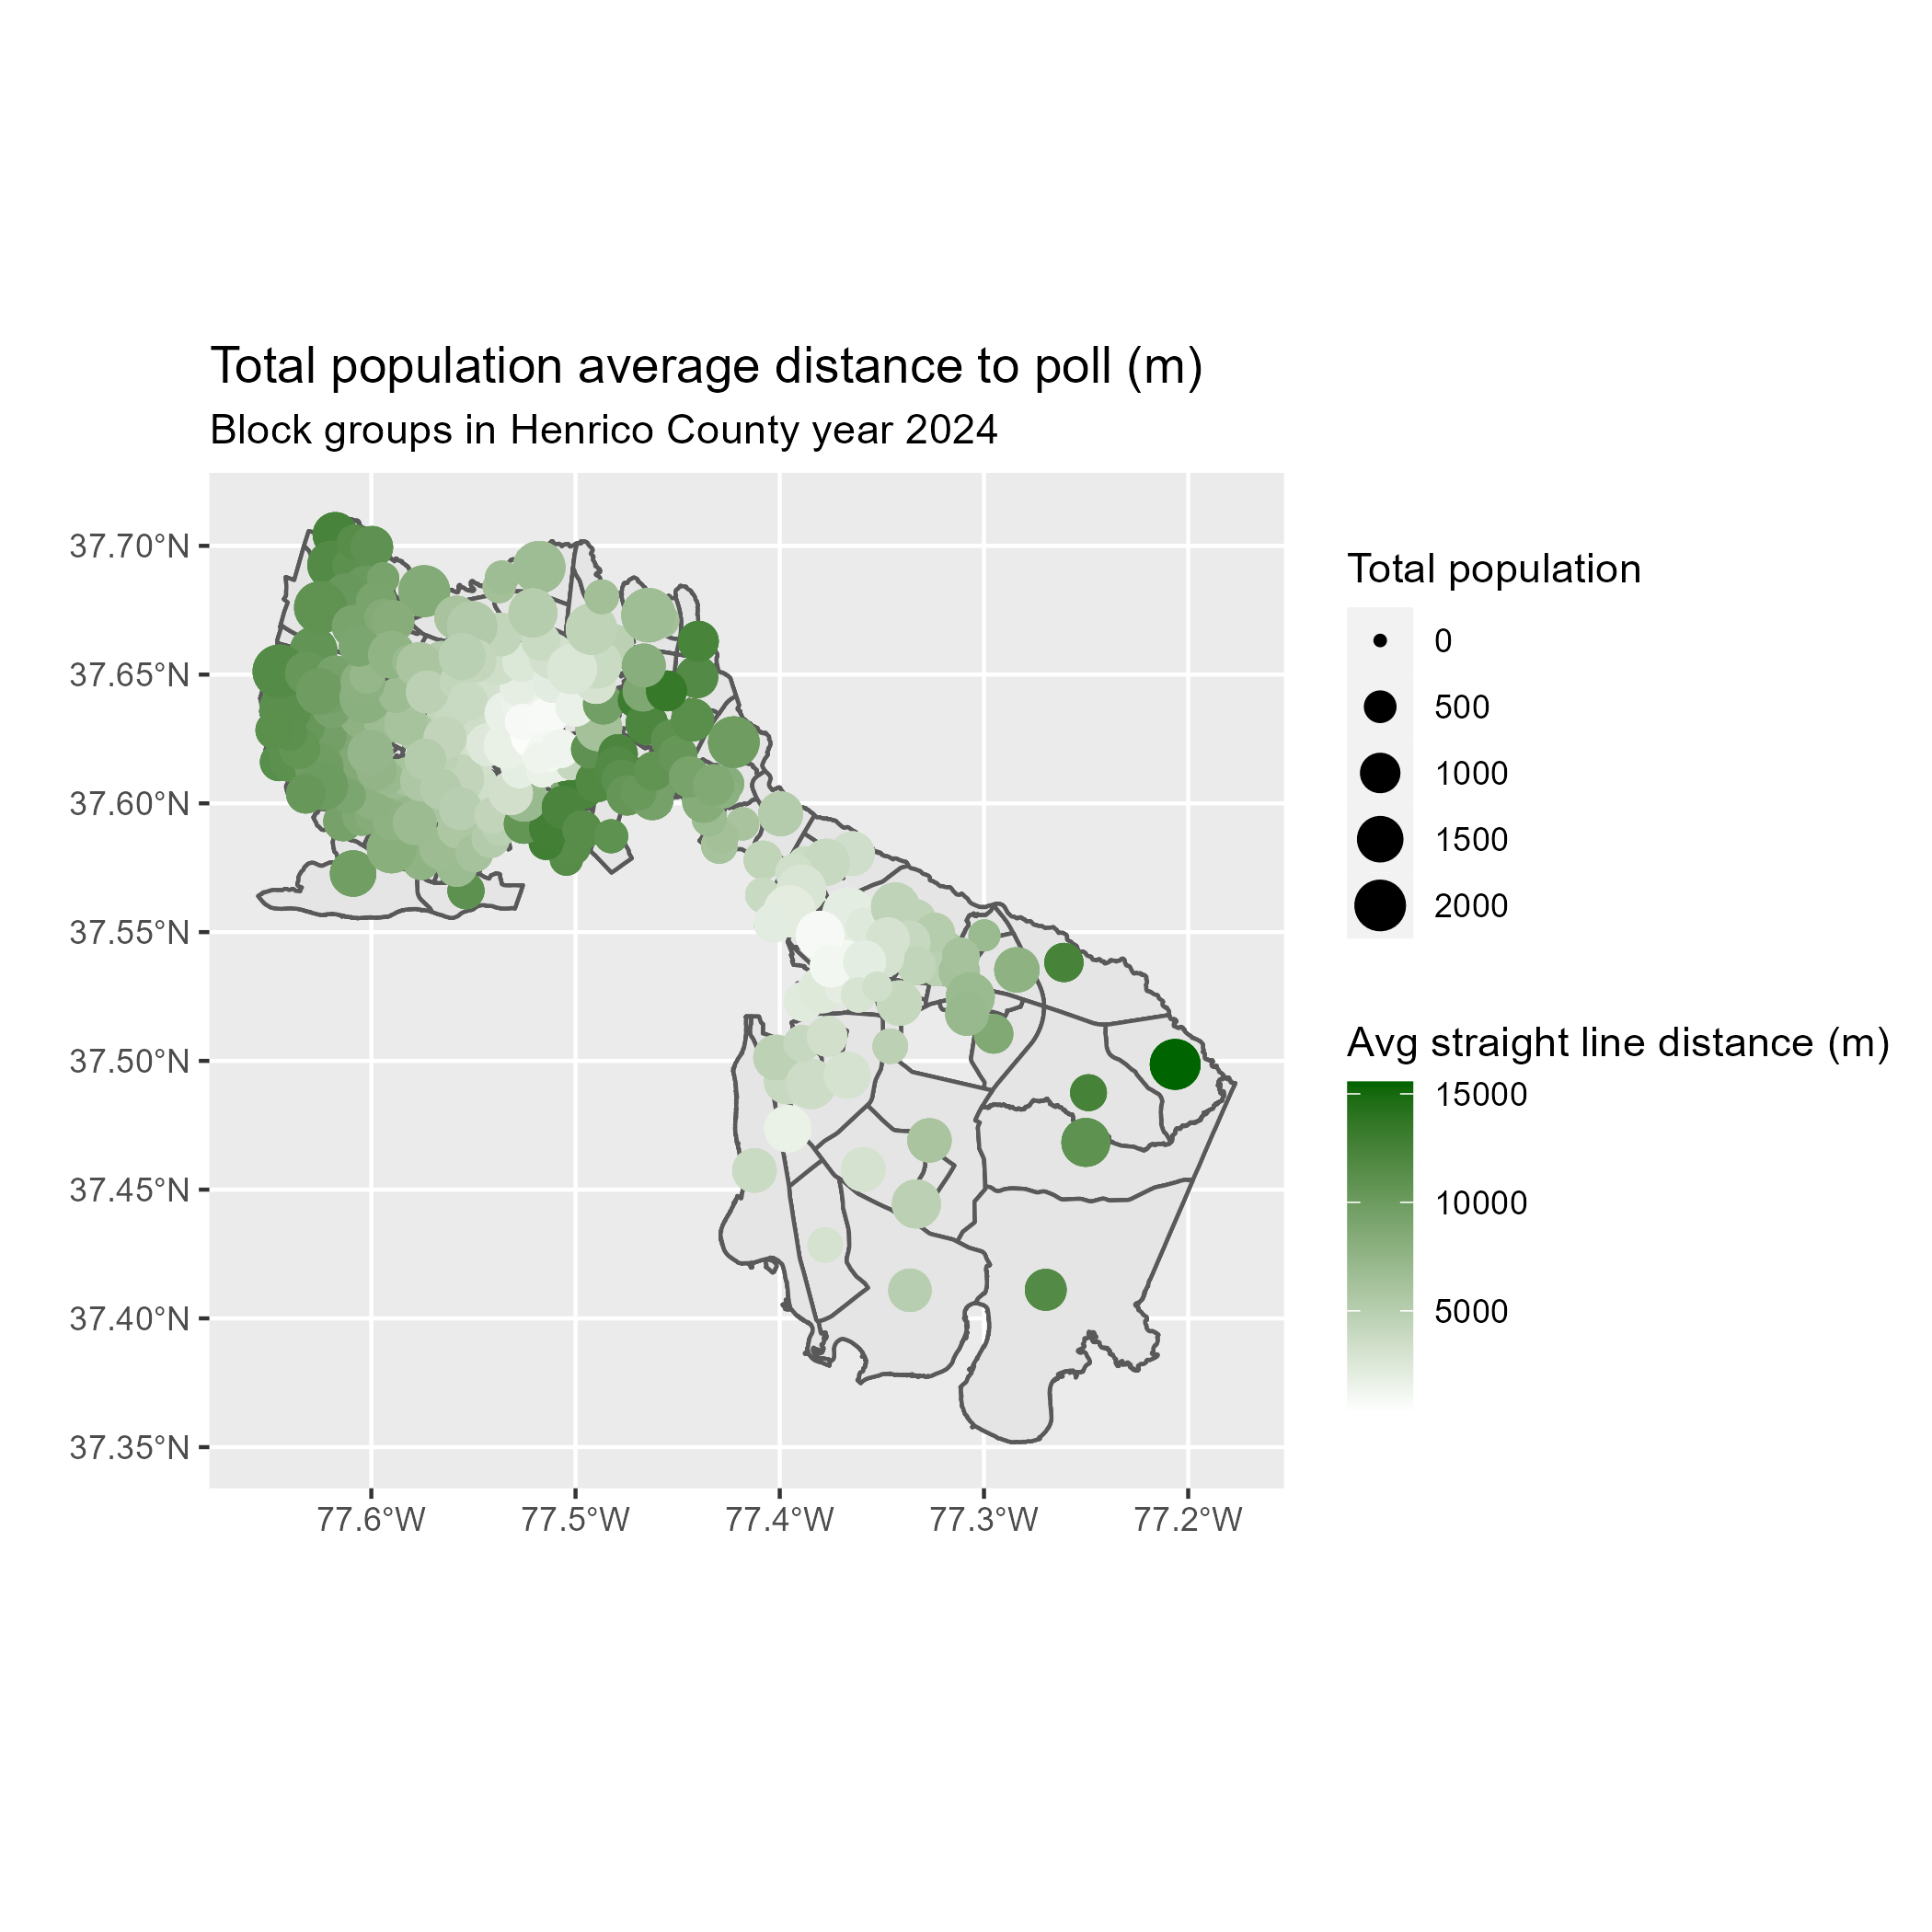 Total population average distance to poll (m)
Block groups in Henrico County year 2024
37.70°N
37.65°N
37.60°N
37.55°N
37.50°N
37.45°N
37.40°N
37.35°N
77.6°W
77.5°W
77.4°W
77.3°W
77.2°W
Total population
0
500
1000
1500
2000
Avg straight line distance (m)
15000
10000
5000